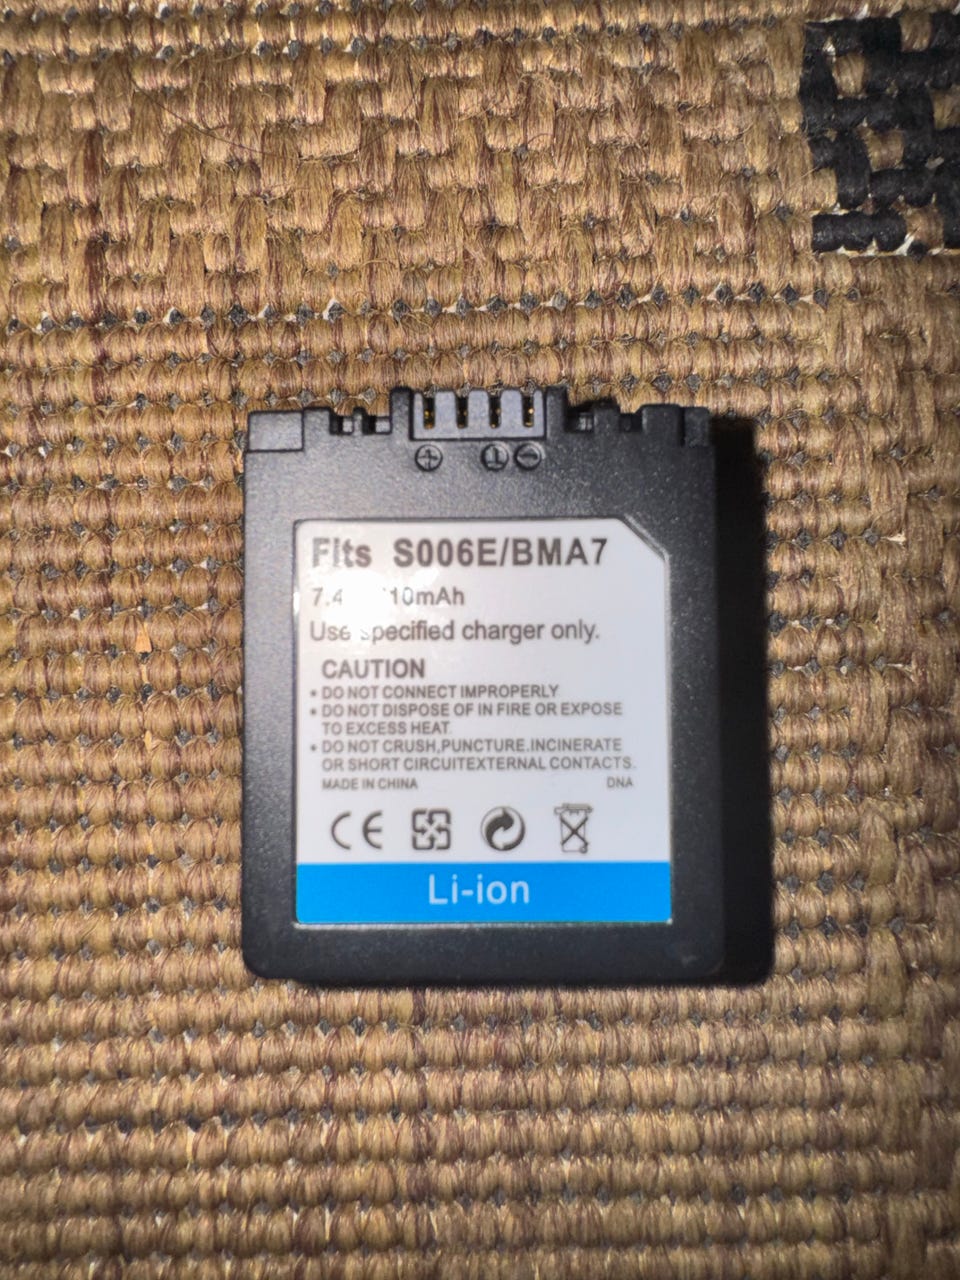 Fits S006E/BMA7
10mAh
Use specified charger only.
CAUTION
• DO NOT CONNECT IMPROPERLY
• DO NOT DISPOSE OF IN FIRE OR EXPOSE
TO EXCESS HEAT.
• DO NOT CRUSH,PUNCTURE.INCINERATE
OR SHORT CIRCUITEXTERNAL CONTACTS.
MADE IN CHINA DNA
CE
Li-ion